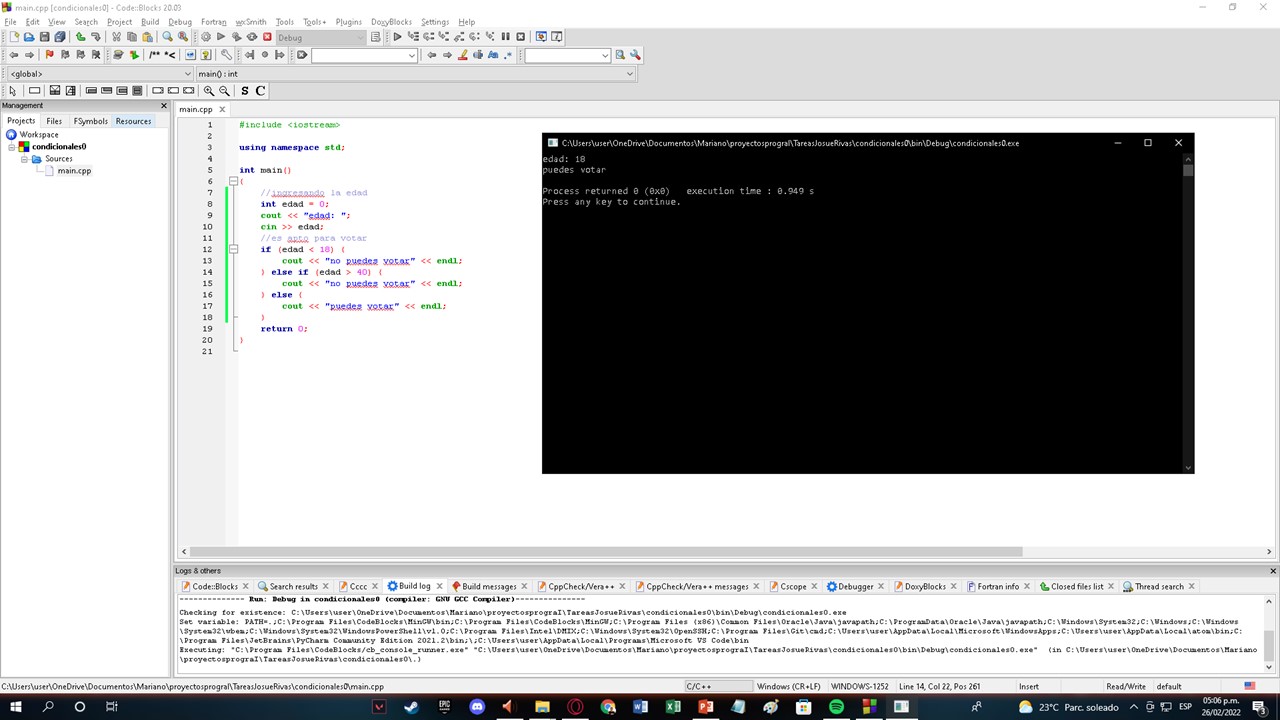 main.cpp [condicionales0] - Code::Blocks 20.03
File Edit View Search Project Build Debug Fortran wxSmith Tools Tools+ Plugins DoxyBlocks Settings Help
Debug
/** *<
<global> main() : int
S C
Management
Projects Files FSymbols Resources
Workspace
condicionales0
Sources
main.cpp
main.cpp
1 #include <iostream>
2
3 using namespace std;
4
5 int main()
6 {
7 //ingresando la edad
8 int edad = 0;
9 cout << "edad: ";
10 cin >> edad;
11 //es apto para votar
12 if (edad < 18) {
13 cout << "no puedes votar" << endl;
14 } else if (edad > 40) {
15 cout << "no puedes votar" << endl;
16 } else {
17 cout << "puedes votar" << endl;
18 }
19 return 0;
20 }
21
C:\Users\user\OneDrive\Documentos\Mariano\proyectosprograI\TareasJosueRivas\condicionales0\bin\Debug\condicionales0.exe
edad: 18
puedes votar
Process returned 0 (0x0) execution time : 0.949 s
Press any key to continue.
Logs & others
Code::Blocks Search results Cccc Build log Build messages CppCheck/Vera++ CppCheck/Vera++ messages Cscope Debugger DoxyBlocks Fortran info Closed files list Thread search
-------------- Run: Debug in condicionales0 (compiler: GNU GCC Compiler)---------------
Checking for existence: C:\Users\user\OneDrive\Documentos\Mariano\proyectosprograI\TareasJosueRivas\condicionales0\bin\Debug\condicionales0.exe
Set variable: PATH=.;C:\Program Files\CodeBlocks\MinGW\bin;C:\Program Files\CodeBlocks\MinGW;C:\Program Files (x86)\Common Files\Oracle\Java\javapath;C:\ProgramData\Oracle\Java\javapath;C:\Windows\System32;C:\Windows;C:\Windows
\System32\wbem;C:\Windows\System32\WindowsPowerShell\v1.0;C:\Program Files\Intel\DMIX;C:\Windows\System32\OpenSSH;C:\Program Files\Git\cmd;C:\Users\user\AppData\Local\Microsoft\WindowsApps;C:\Users\user\AppData\Local\atom\bin;C:
\Program Files\JetBrains\PyCharm Community Edition 2021.2\bin;\;C:\Users\user\AppData\Local\Programs\Microsoft VS Code\bin
Executing: "C:\Program Files\CodeBlocks/cb_console_runner.exe" "C:\Users\user\OneDrive\Documentos\Mariano\proyectosprograI\TareasJosueRivas\condicionales0\bin\Debug\condicionales0.exe" (in C:\Users\user\OneDrive\Documentos\Mariano
\proyectosprograI\TareasJosueRivas\condicionales0\.)
C:\Users\user\OneDrive\Documentos\Mariano\proyectosprograI\TareasJosueRivas\condicionales0\main.cpp C/C++ Windows (CR+LF) WINDOWS-1252 Line 14, Col 22, Pos 261 Insert Read/Write default
23°C Parc. soleado ESP 05:06 p.m.
26/02/2022